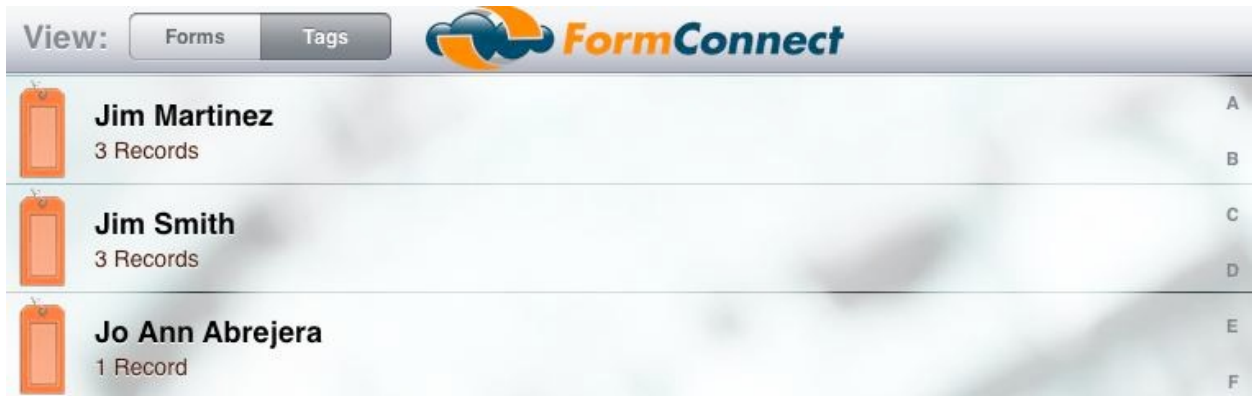 View: Forms Tags FormConnect
Jim Martinez
3 Records
Jim Smith
3 Records
Jo Ann Abrejera
1 Record
A
B
C
D
E
F